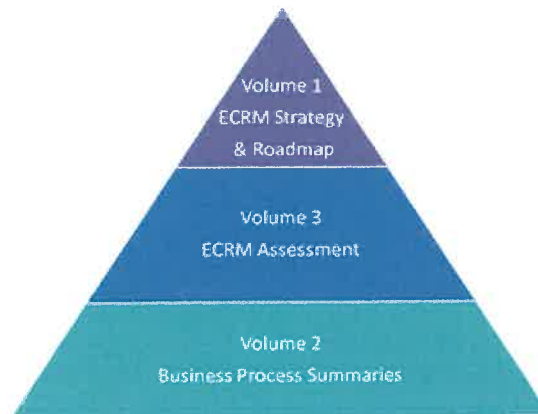 Volume 1
ECRM Strategy
& Roadmap
Volume 3
ECRM Assessment
Volume 2
Business Process Summaries